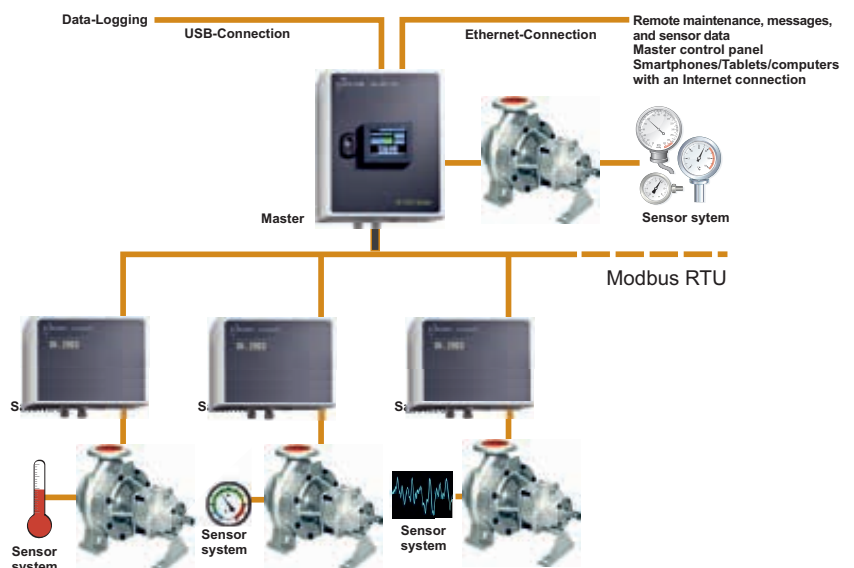 Data-Logging
USB-Connection
Ethernet-Connection
Remote maintenance, messages,
and sensor data
Master control panel
Smartphones/Tablets/computers
with an Internet connection
Master
Sensor sytem
Modbus RTU
Sensor
system
Sensor
system
Sensor
system